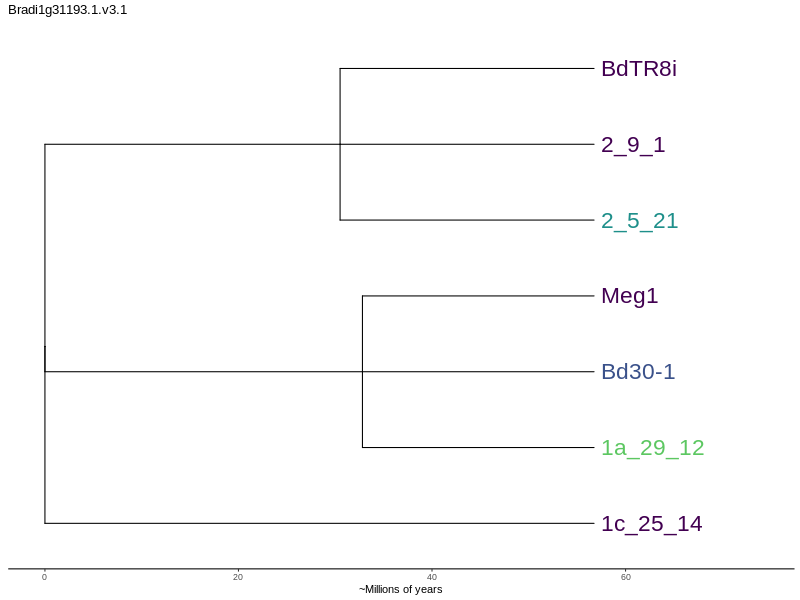 Bradi1g31193.1.v3.1
BdTR8i
2_9_1
2_5_21
Meg1
Bd30-1
1a_29_12
1c_25_14
0 20 40 60
~Millions of years